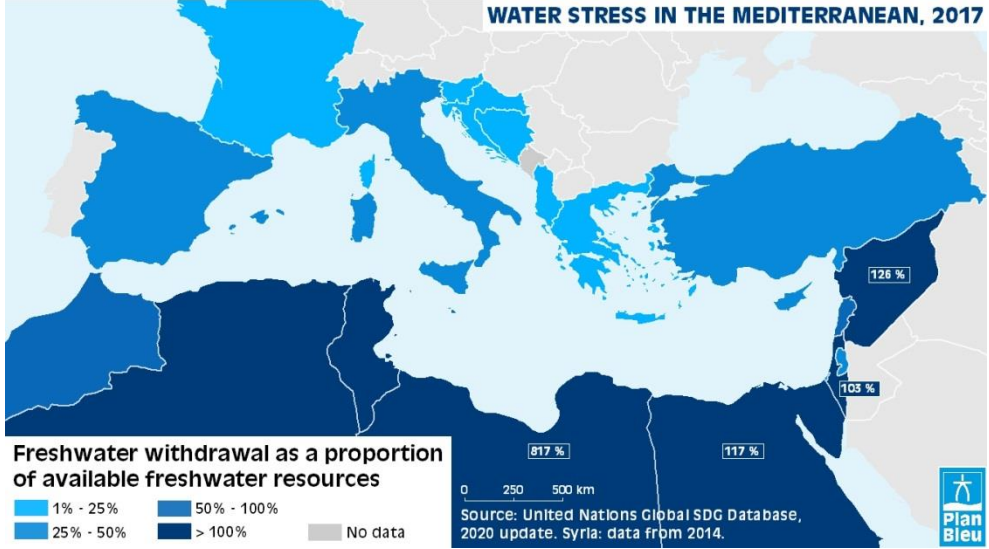 WATER STRESS IN THE MEDITERRANEAN, 2017
126 %
103 %
817 %
117 %
Freshwater withdrawal as a proportion
of available freshwater resources
1% - 25%
50% - 100%
25% - 50%
> 100%
No data
0 250 500 km
Source: United Nations Global SDG Database,
2020 update. Syria: data from 2014.
Plan
Bleu